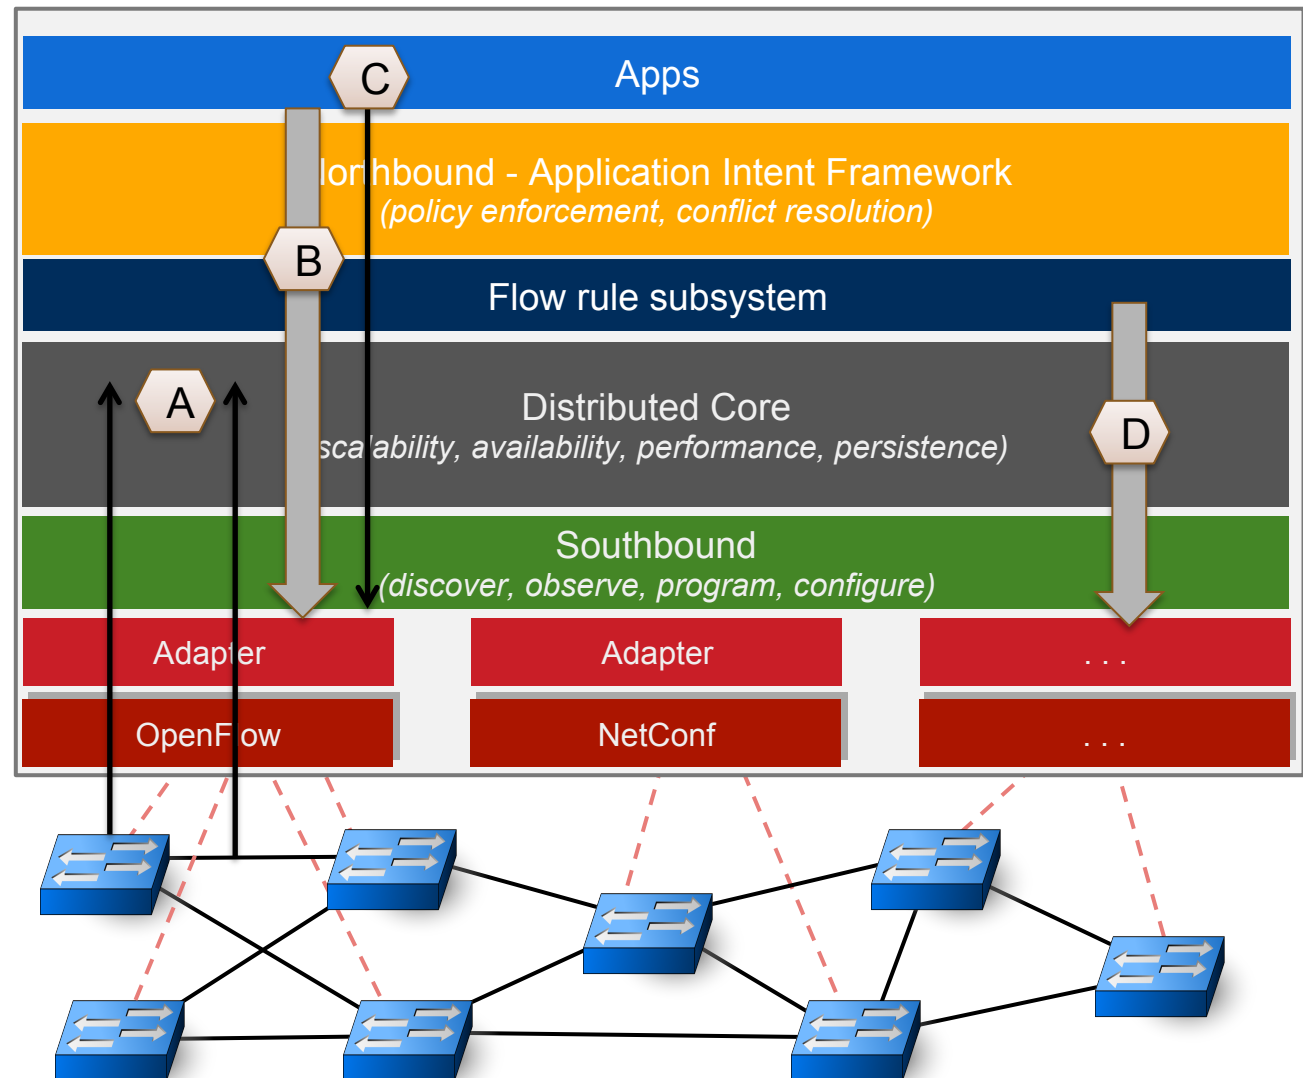 C
Apps
orthbound - Application Intent Framework
(policy enforcement, conflict resolution)
B
Flow rule subsystem
A
Distributed Core
scalability, availability, performance, persistence)
D
Southbound
(discover, observe, program, configure)
Adapter
Adapter
. . .
OpenFlow
NetConf
. . .